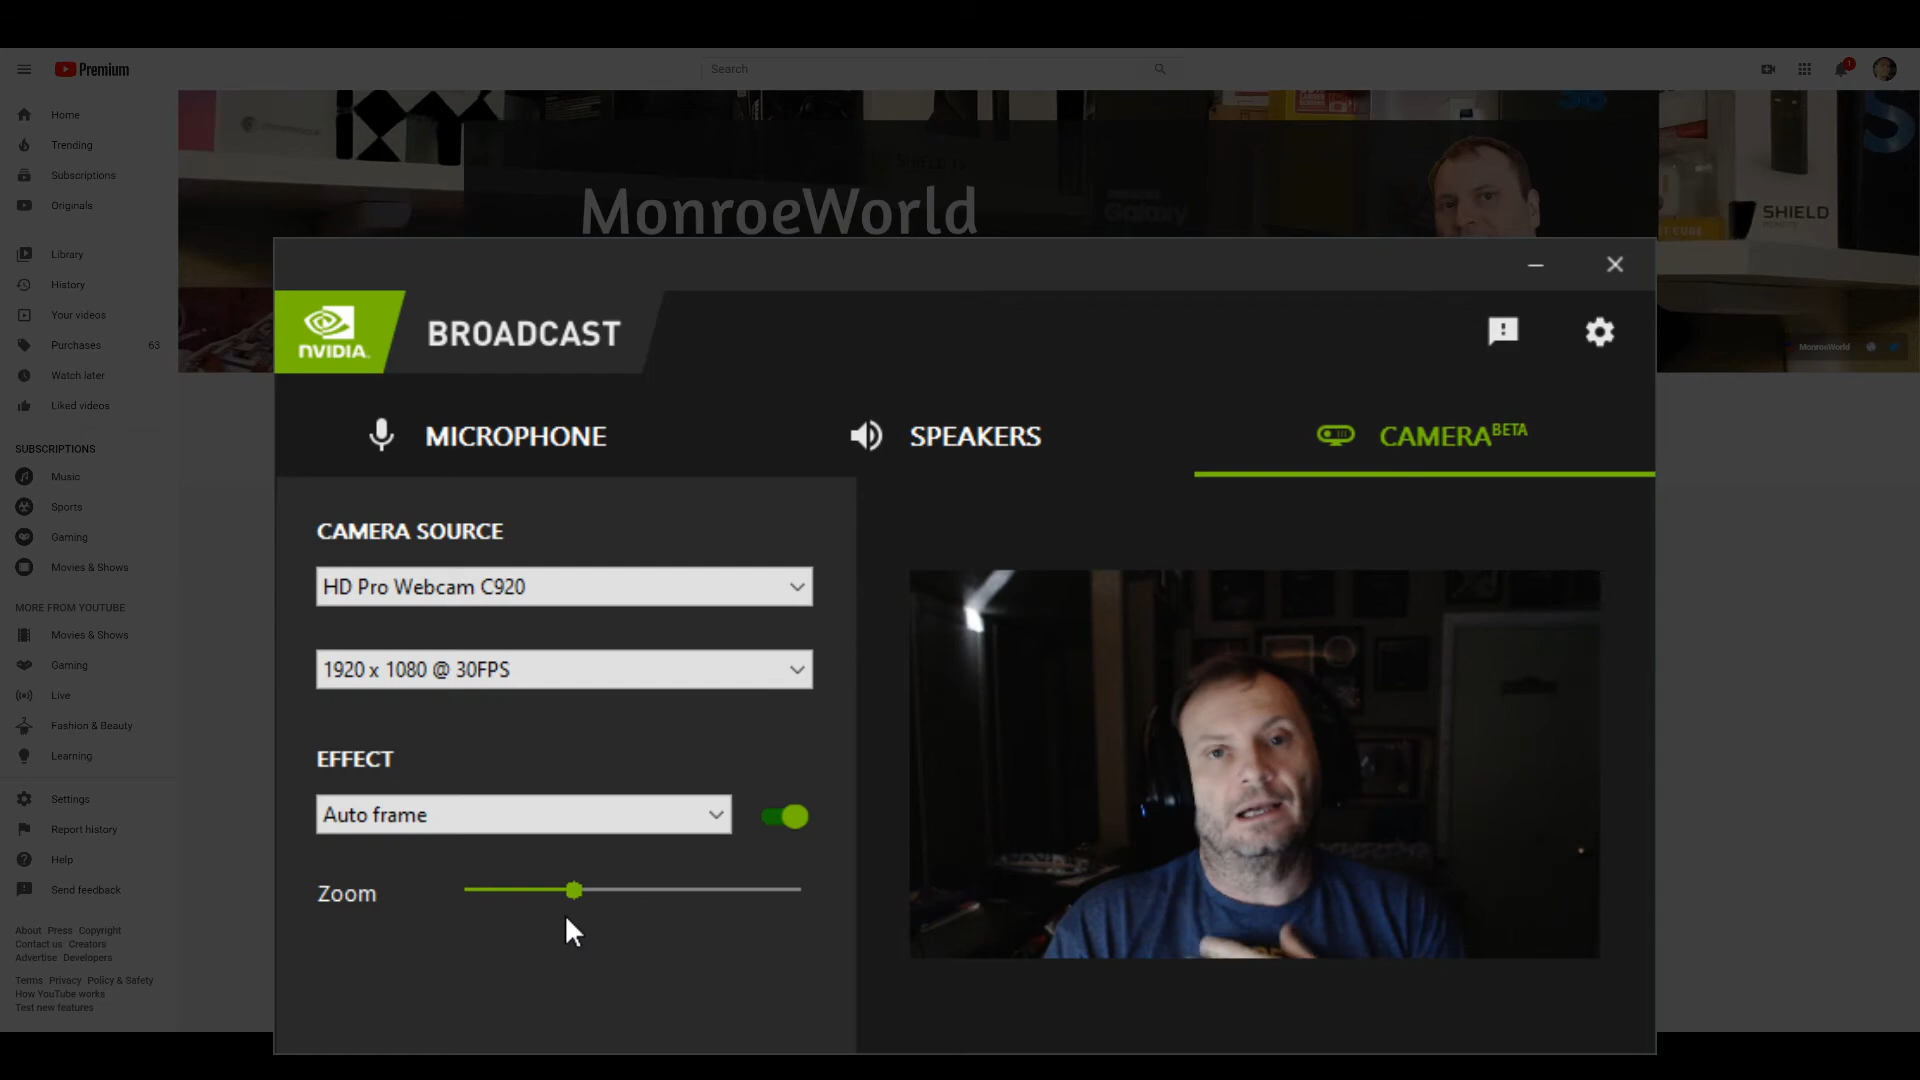 Premium
Search
1
Home
Trending
Subscriptions
Originals
Library
History
Your videos
Purchases 63
Watch later
Liked videos
SUBSCRIPTIONS
Music
Sports
Gaming
Movies & Shows
MORE FROM YOUTUBE
Movies & Shows
Gaming
Live
Fashion & Beauty
Learning
Settings
Report history
Help
Send feedback
About Press Copyright
Contact us Creators
Advertise Developers
Terms Privacy Policy & Safety
How YouTube works
Test new features
MonroeWorld
SHIELD
Galaxy
SHIELD
MonroeWorld
NVIDIA
BROADCAST
MICROPHONE
SPEAKERS
CAMERA BETA
CAMERA SOURCE
HD Pro Webcam C920
1920 x 1080 @ 30FPS
EFFECT
Auto frame
Zoom